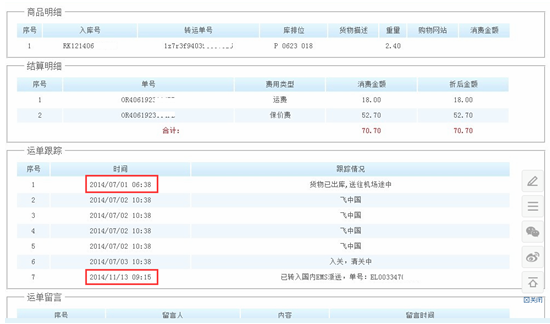 商品明细
序号 入库号 转运单号 库排位 货物描述 重量 购物网站 消费金额
1 RX121406 1z7r3f9403 P 0623 018 2.40
结算明细
序号 单号 费用类型 消费金额 折后金额
1 OR4061923 运费 18.00 18.00
2 OR4061923 保价费 52.70 52.70
合计: 70.70 70.70
运单跟踪
序号 时间 跟踪情况
1 2014/07/01 06:38 货物已出库,送往机场途中
2 2014/07/02 10:38 飞中国
3 2014/07/02 10:38 飞中国
4 2014/07/02 10:38 飞中国
5 2014/07/02 10:38 飞中国
6 2014/07/03 10:38 入关，清关中
7 2014/11/13 09:15 已转入国内EMS派送，单号：EL0033470
关闭
运单留言
序号 留言人 内容 留言时间